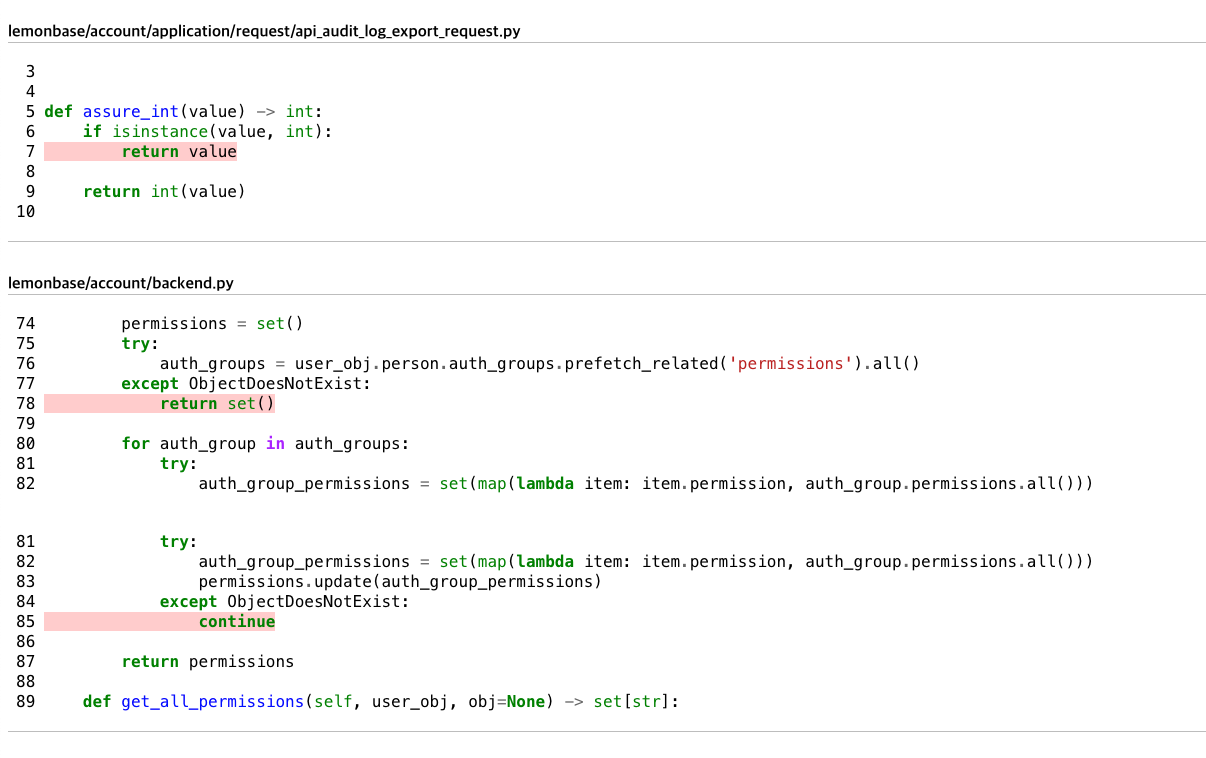 lemonbase/account/application/request/api_audit_log_export_request.py
3
4
5 def assure_int(value) -> int:
6     if isinstance(value, int):
7         return value
8
9     return int(value)
10
lemonbase/account/backend.py
74         permissions = set()
75         try:
76             auth_groups = user_obj.person.auth_groups.prefetch_related('permissions').all()
77         except ObjectDoesNotExist:
78             return set()
79
80         for auth_group in auth_groups:
81             try:
82                 auth_group_permissions = set(map(lambda item: item.permission, auth_group.permissions.all()))
81             try:
82                 auth_group_permissions = set(map(lambda item: item.permission, auth_group.permissions.all()))
83                 permissions.update(auth_group_permissions)
84             except ObjectDoesNotExist:
85                 continue
86
87         return permissions
88
89     def get_all_permissions(self, user_obj, obj=None) -> set[str]: